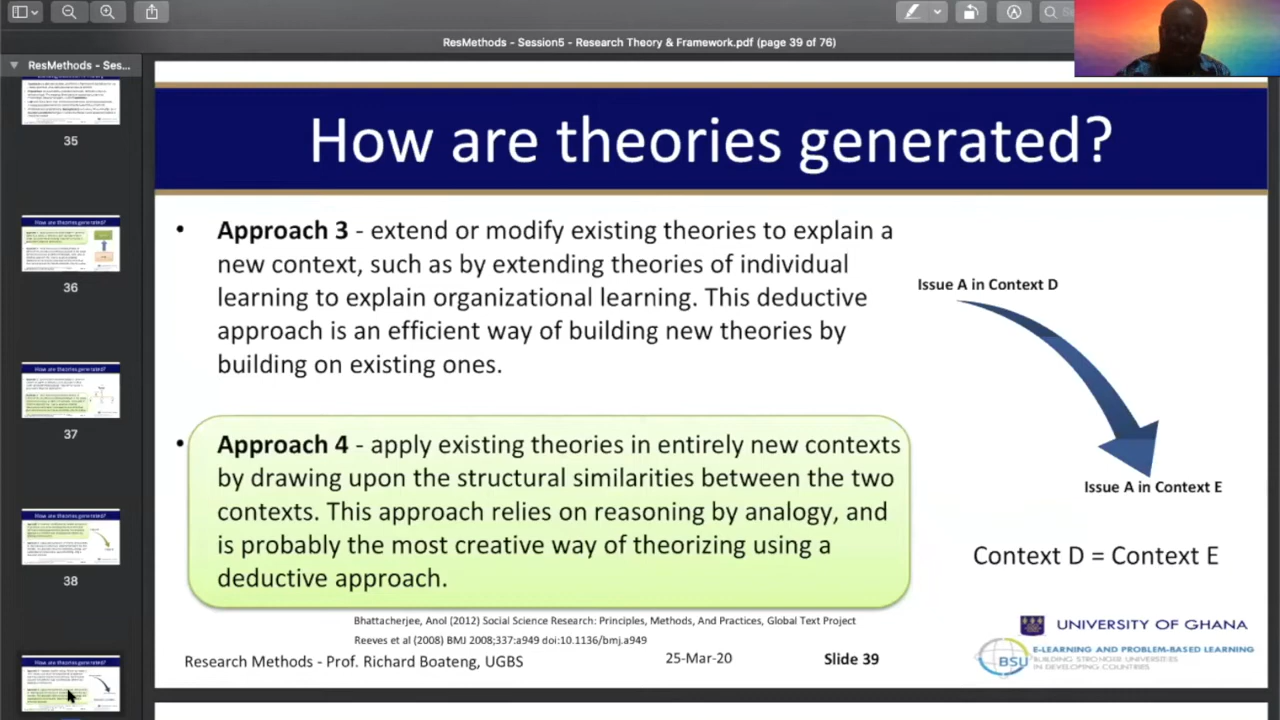 ResMethods - Session5 - Research Theory & Framework.pdf (page 39 of 76)
ResMethods - Ses...
35
36
37
38
How are theories generated?
• Approach 3 - extend or modify existing theories to explain a
new context, such as by extending theories of individual
learning to explain organizational learning. This deductive
approach is an efficient way of building new theories by
building on existing ones.
• Approach 4 - apply existing theories in entirely new contexts
by drawing upon the structural similarities between the two
contexts. This approach relies on reasoning by analogy, and
is probably the most creative way of theorizing using a
deductive approach.
Issue A in Context D
Issue A in Context E
Context D = Context E
Bhattacherjee, Anol (2012) Social Science Research: Principles, Methods, And Practices, Global Text Project
Reeves et al (2008) BMJ 2008;337:a949 doi:10.1136/bmj.a949
Research Methods - Prof. Richard Boateng, UGBS
25-Mar-20
Slide 39
UNIVERSITY OF GHANA
BSU
E-LEARNING AND PROBLEM-BASED LEARNING
BUILDING STRONGER UNIVERSITIES
IN DEVELOPING COUNTRIES